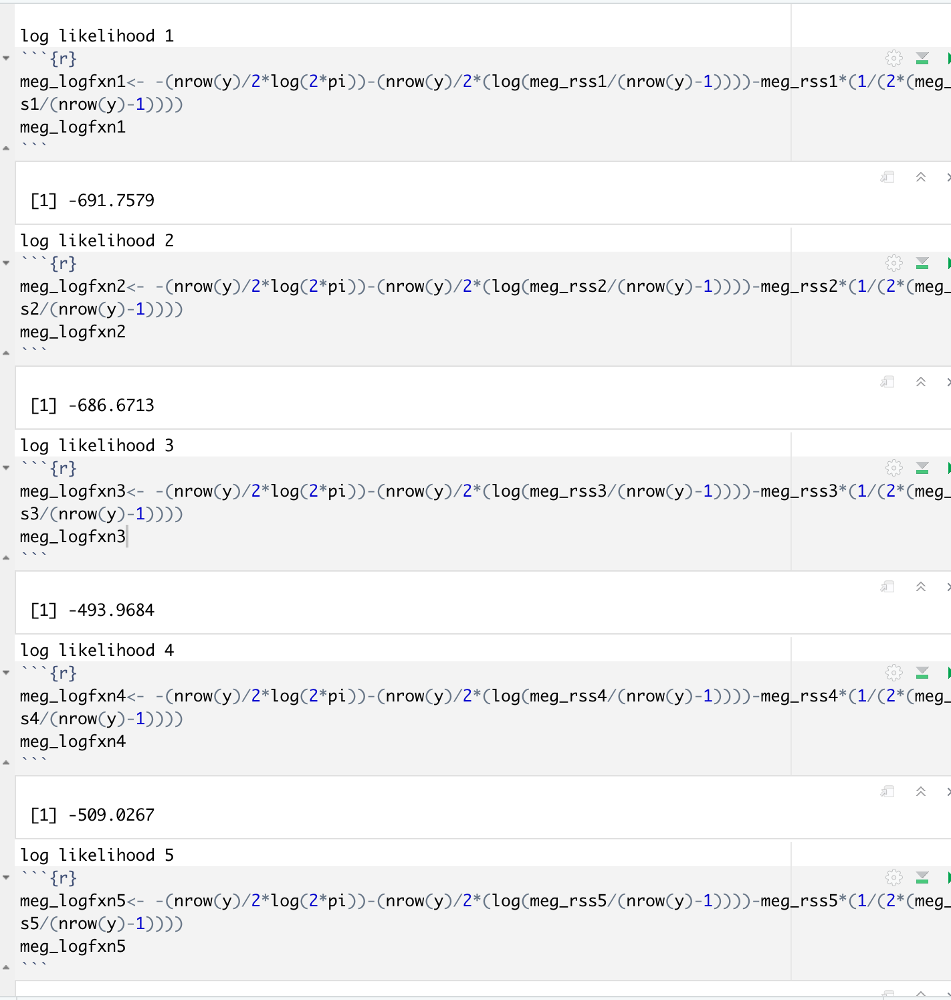 log likelihood 1
```{r}
meg_logfxn1<- -(nrow(y)/2*log(2*pi))-(nrow(y)/2*(log(meg_rss1/(nrow(y)-1))))-meg_rss1*(1/(2*(meg_
s1/(nrow(y)-1))))
meg_logfxn1
```
[1] -691.7579
log likelihood 2
```{r}
meg_logfxn2<- -(nrow(y)/2*log(2*pi))-(nrow(y)/2*(log(meg_rss2/(nrow(y)-1))))-meg_rss2*(1/(2*(meg_
s2/(nrow(y)-1))))
meg_logfxn2
```
[1] -686.6713
log likelihood 3
```{r}
meg_logfxn3<- -(nrow(y)/2*log(2*pi))-(nrow(y)/2*(log(meg_rss3/(nrow(y)-1))))-meg_rss3*(1/(2*(meg_
s3/(nrow(y)-1))))
meg_logfxn3
```
[1] -493.9684
log likelihood 4
```{r}
meg_logfxn4<- -(nrow(y)/2*log(2*pi))-(nrow(y)/2*(log(meg_rss4/(nrow(y)-1))))-meg_rss4*(1/(2*(meg_
s4/(nrow(y)-1))))
meg_logfxn4
```
[1] -509.0267
log likelihood 5
```{r}
meg_logfxn5<- -(nrow(y)/2*log(2*pi))-(nrow(y)/2*(log(meg_rss5/(nrow(y)-1))))-meg_rss5*(1/(2*(meg_
s5/(nrow(y)-1))))
meg_logfxn5
```